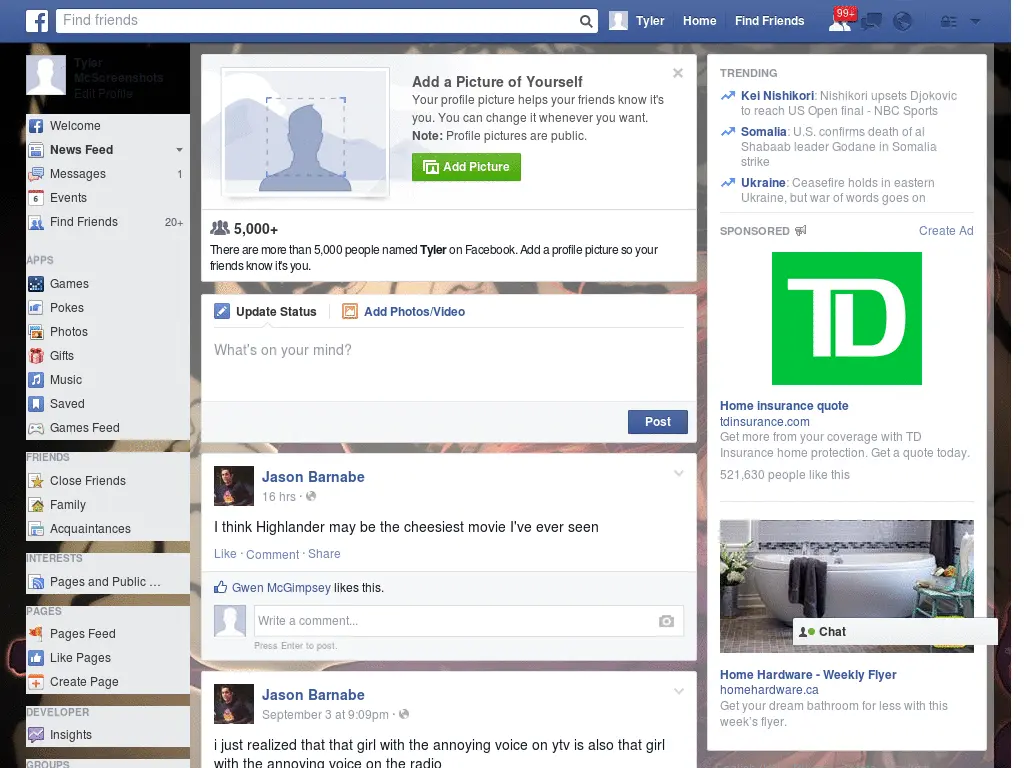 Find friends
Tyler
Home
Find Friends
99+
Tyler
McScreenshots
Edit Profile
Welcome
News Feed
Messages 1
Events
Find Friends 20+
APPS
Games
Pokes
Photos
Gifts
Music
Saved
Games Feed
FRIENDS
Close Friends
Family
Acquaintances
INTERESTS
Pages and Public ...
PAGES
Pages Feed
Like Pages
Create Page
DEVELOPER
Insights
GROUPS
Add a Picture of Yourself
Your profile picture helps your friends know it's
you. You can change it whenever you want.
Note: Profile pictures are public.
Add Picture
5,000+
There are more than 5,000 people named Tyler on Facebook. Add a profile picture so your
friends know it's you.
Update Status
Add Photos/Video
What's on your mind?
Post
Jason Barnabe
16 hrs ·
I think Highlander may be the cheesiest movie I've ever seen
Like · Comment · Share
Gwen McGimpsey likes this.
Write a comment...
Press Enter to post.
Jason Barnabe
September 3 at 9:09pm ·
i just realized that that girl with the annoying voice on ytv is also that girl
with the annoying voice on the radio
TRENDING
Kei Nishikori: Nishikori upsets Djokovic
to reach US Open final - NBC Sports
Somalia: U.S. confirms death of al
Shabaab leader Godane in Somalia
strike
Ukraine: Ceasefire holds in eastern
Ukraine, but war of words goes on
SPONSORED
Create Ad
TD
Home insurance quote
tdinsurance.com
Get more from your coverage with TD
Insurance home protection. Get a quote today.
521,630 people like this
Chat
Home Hardware - Weekly Flyer
homehardware.ca
Get your dream bathroom for less with this
week's flyer.